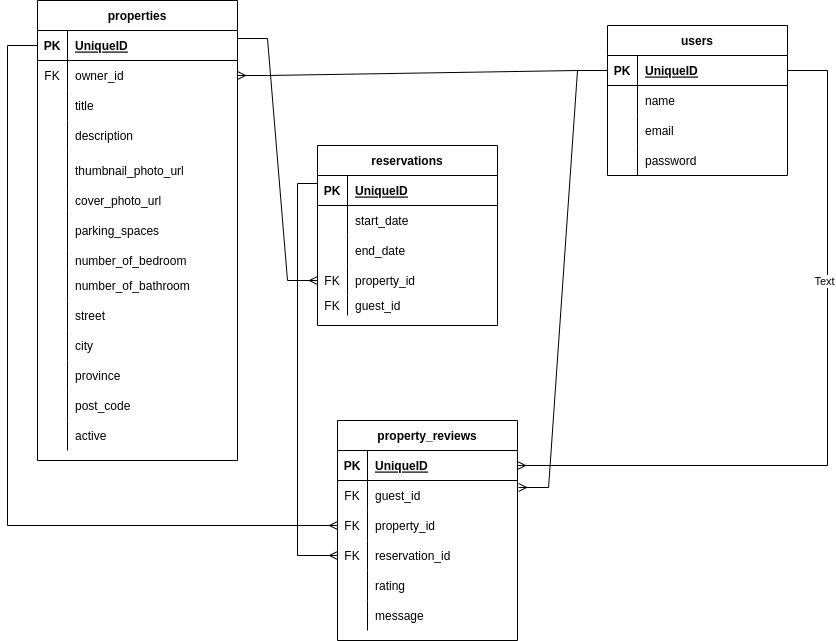 properties
PK UniqueID
FK owner_id
title
description
thumbnail_photo_url
cover_photo_url
parking_spaces
number_of_bedroom
number_of_bathroom
street
city
province
post_code
active
users
PK UniqueID
name
email
password
reservations
PK UniqueID
start_date
end_date
FK property_id
FK guest_id
Text
property_reviews
PK UniqueID
FK guest_id
FK property_id
FK reservation_id
rating
message